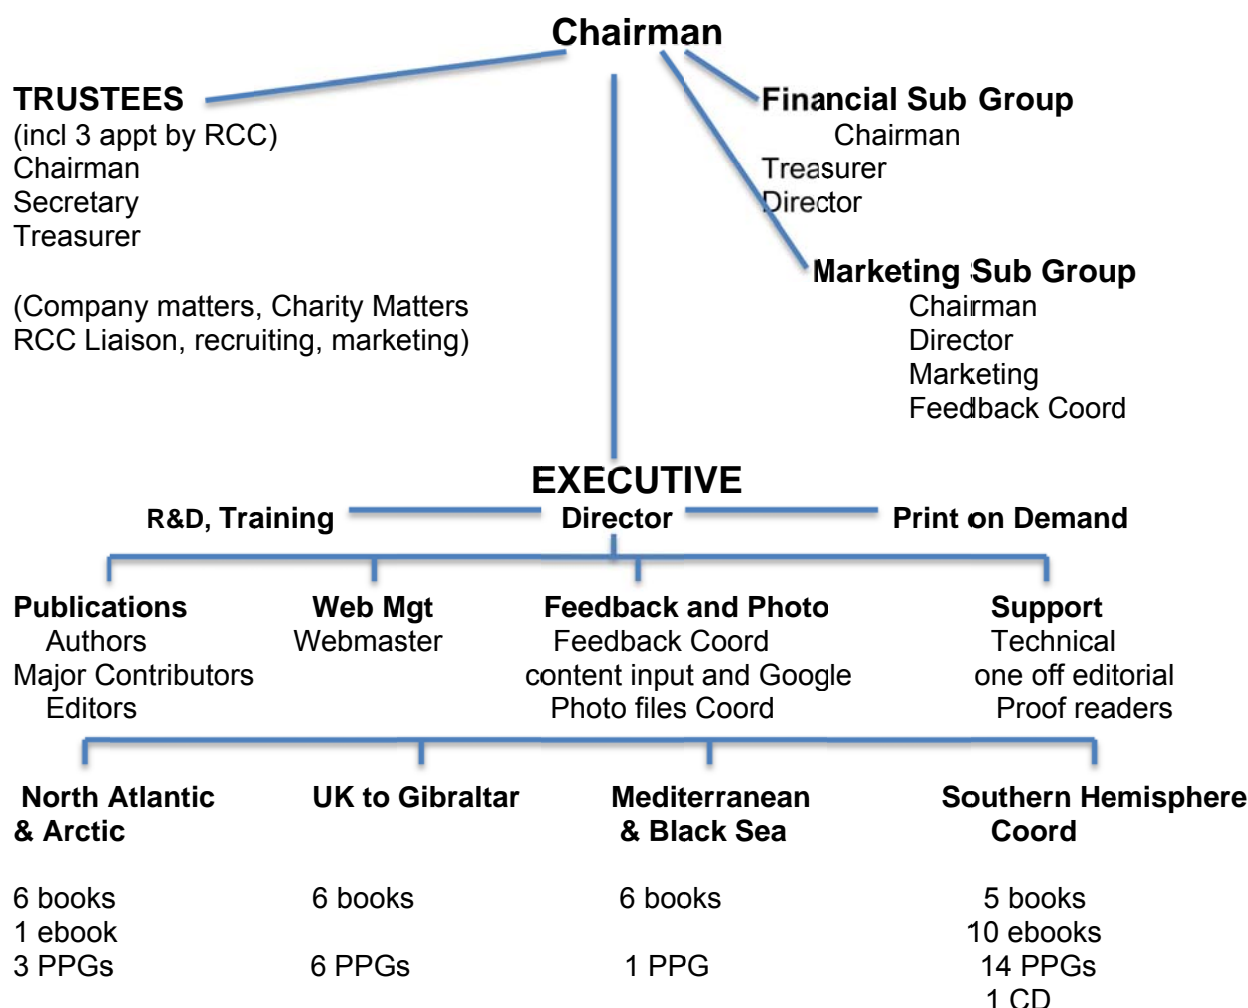 Chairman
TRUSTEES
(incl 3 appt by RCC)
Chairman
Secretary
Treasurer
(Company matters, Charity Matters
RCC Liaison, recruiting, marketing)
Financial Sub Group
Chairman
Treasurer
Director
Marketing Sub Group
Chairman
Director
Marketing
Feedback Coord
EXECUTIVE
R&D, Training
Director
Print on Demand
Publications
Authors
Major Contributors
Editors
Web Mgt
Webmaster
Feedback and Photo
Feedback Coord
content input and Google
Photo files Coord
Support
Technical
one off editorial
Proof readers
North Atlantic
& Arctic
6 books
1 ebook
3 PPGs
UK to Gibraltar
6 books
6 PPGs
Mediterranean
& Black Sea
6 books
1 PPG
Southern Hemisphere
Coord
5 books
10 ebooks
14 PPGs
1 CD